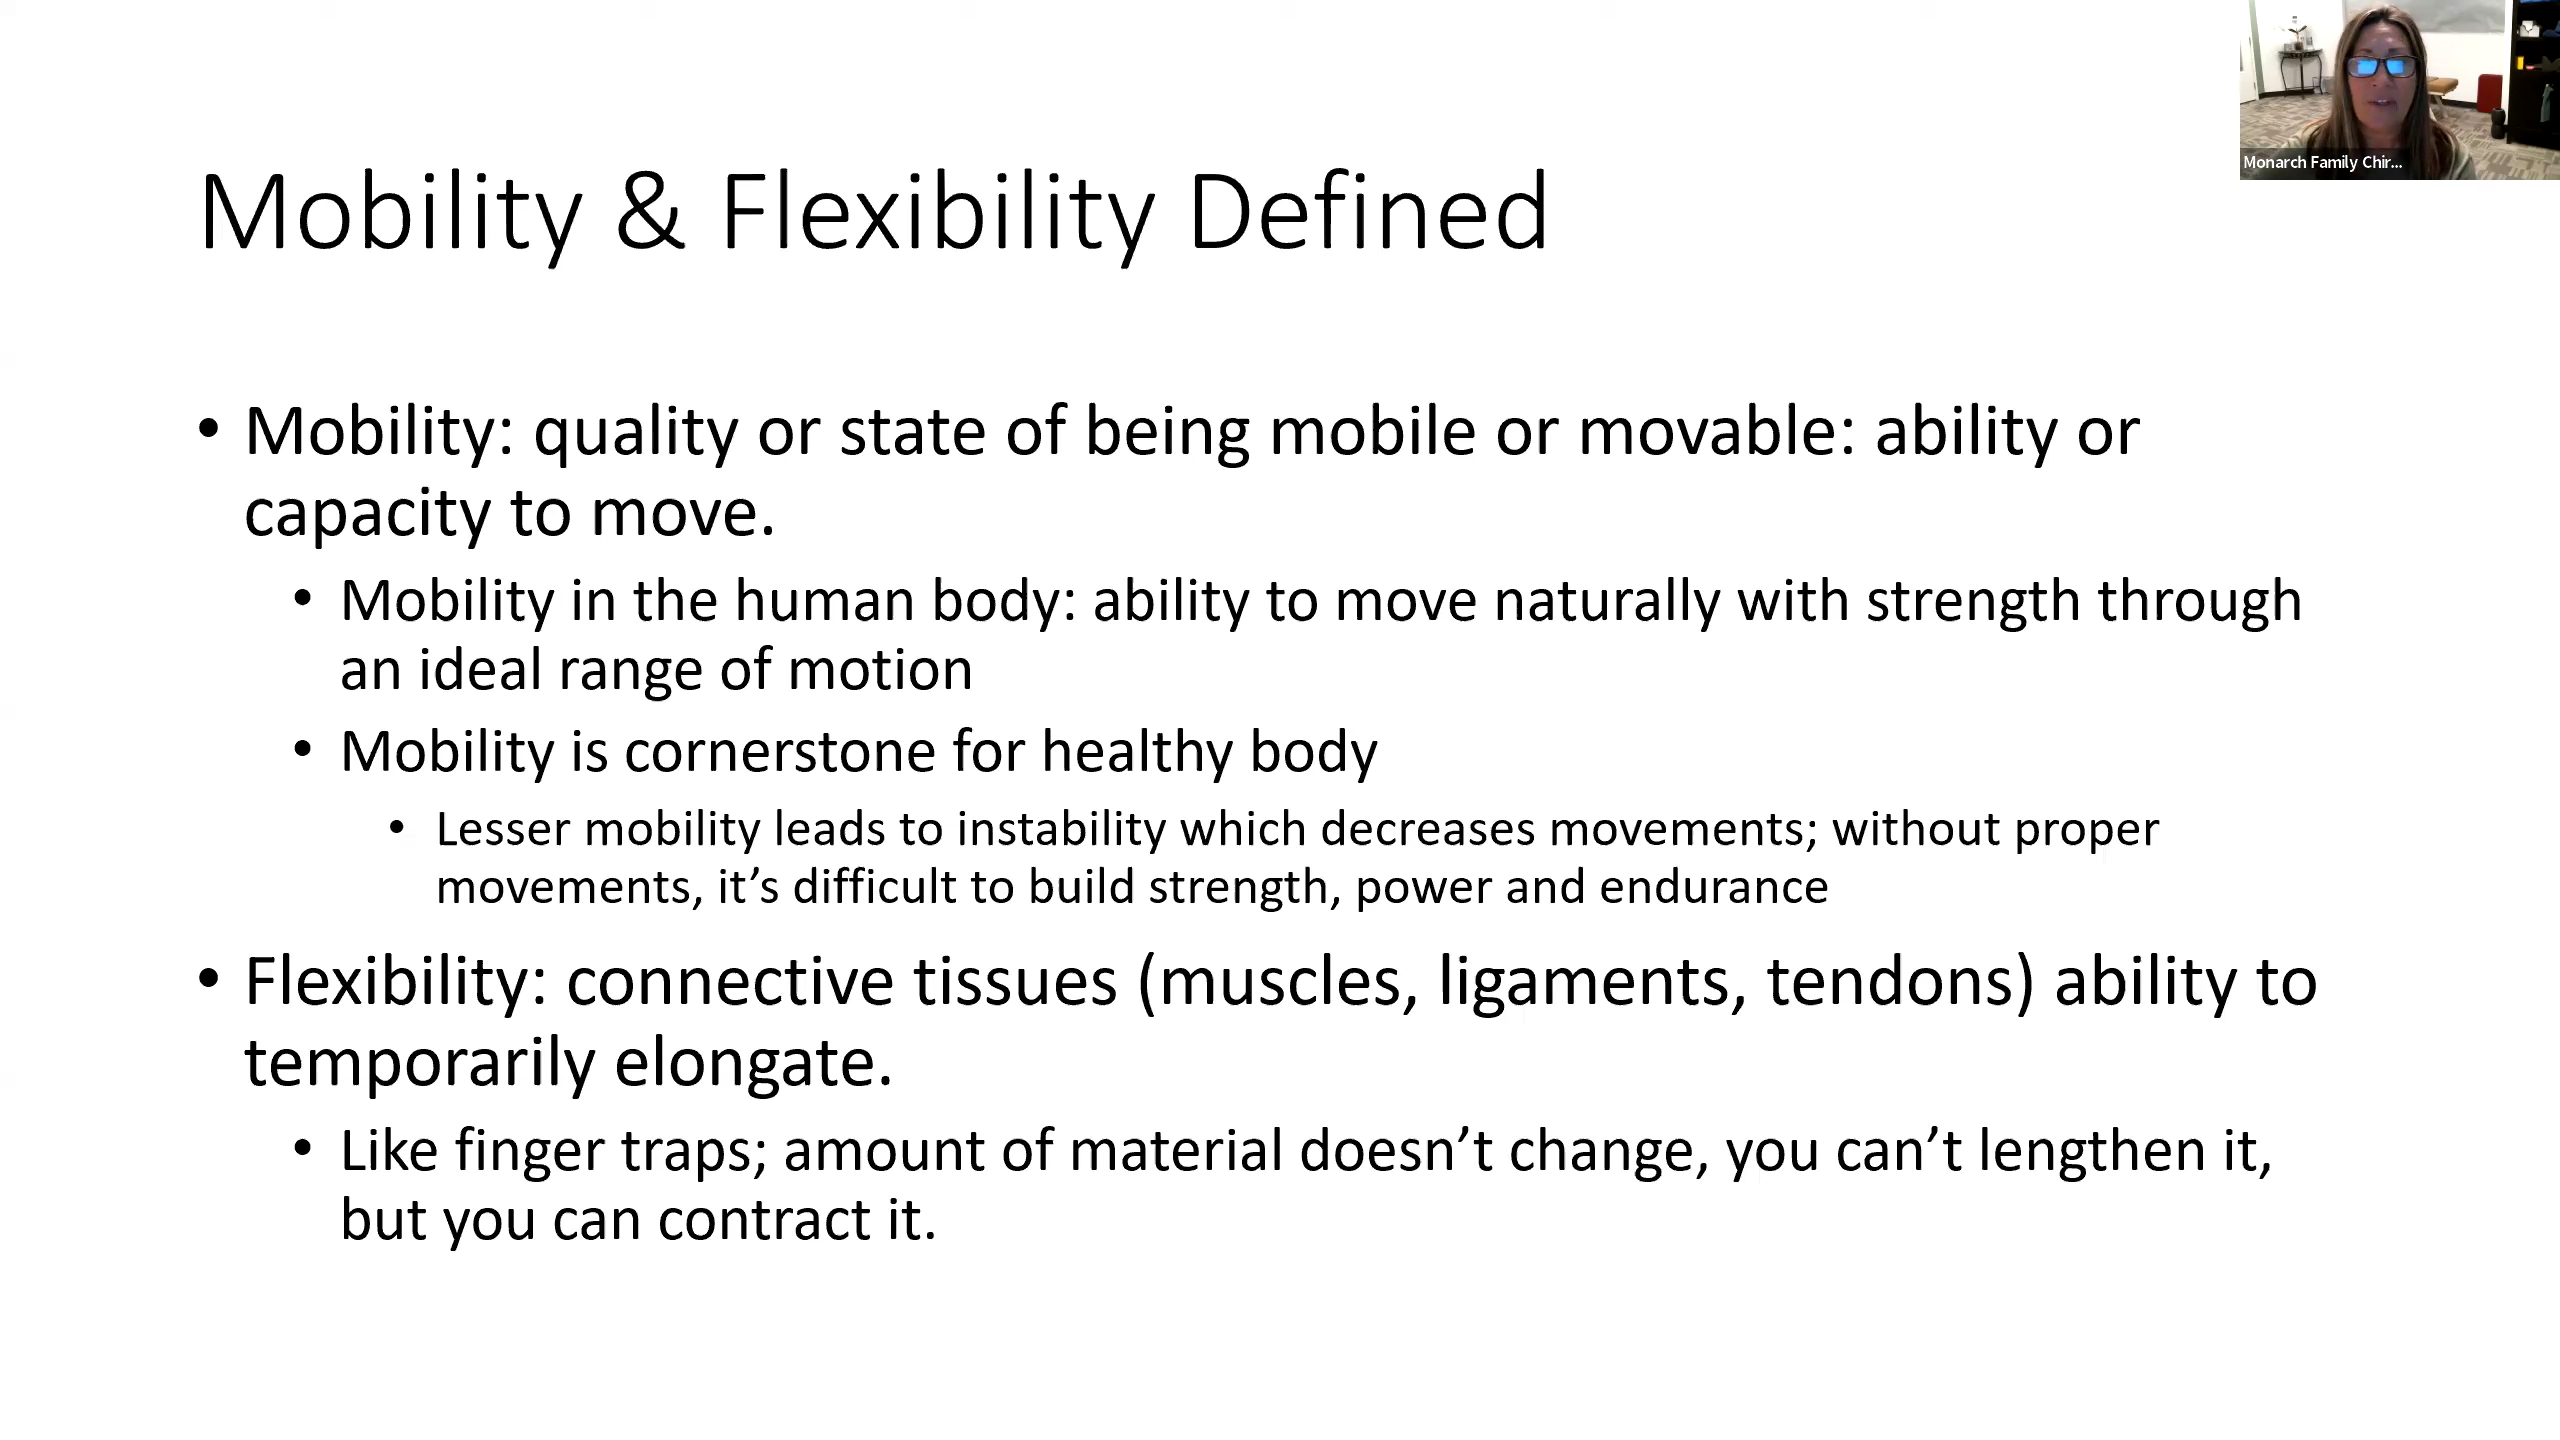 Monarch Family Chir...
Mobility & Flexibility Defined
• Mobility: quality or state of being mobile or movable: ability or
capacity to move.
• Mobility in the human body: ability to move naturally with strength through
an ideal range of motion
• Mobility is cornerstone for healthy body
• Lesser mobility leads to instability which decreases movements; without proper
movements, it’s difficult to build strength, power and endurance
• Flexibility: connective tissues (muscles, ligaments, tendons) ability to
temporarily elongate.
• Like finger traps; amount of material doesn’t change, you can’t lengthen it,
but you can contract it.